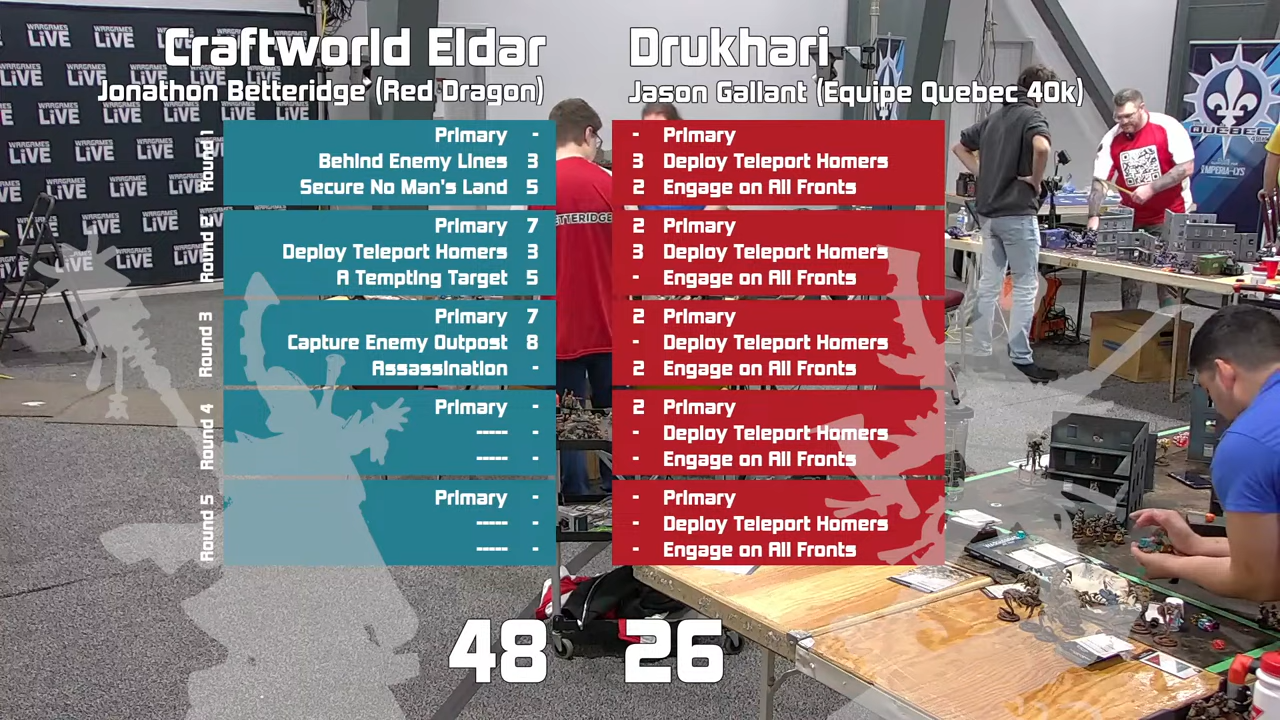 Craftworld Eldar
Jonathon Betteridge (Red Dragon)
Round 1
Primary -
Behind Enemy Lines 3
Secure No Man's Land 5
Round 2
Primary 7
Deploy Teleport Homers 3
A Tempting Target 5
Round 3
Primary 7
Capture Enemy Outpost 8
Assassination -
Round 4
Primary -
----- -
----- -
Round 5
Primary -
----- -
----- -
48
Drukhari
Jason Gallant (Equipe Quebec 40k)
- Primary
3 Deploy Teleport Homers
2 Engage on All Fronts
2 Primary
3 Deploy Teleport Homers
- Engage on All Fronts
2 Primary
- Deploy Teleport Homers
2 Engage on All Fronts
2 Primary
- Deploy Teleport Homers
- Engage on All Fronts
- Primary
- Deploy Teleport Homers
- Engage on All Fronts
26
WARGAMES LIVE
ETTERIDGE
QUEBEC